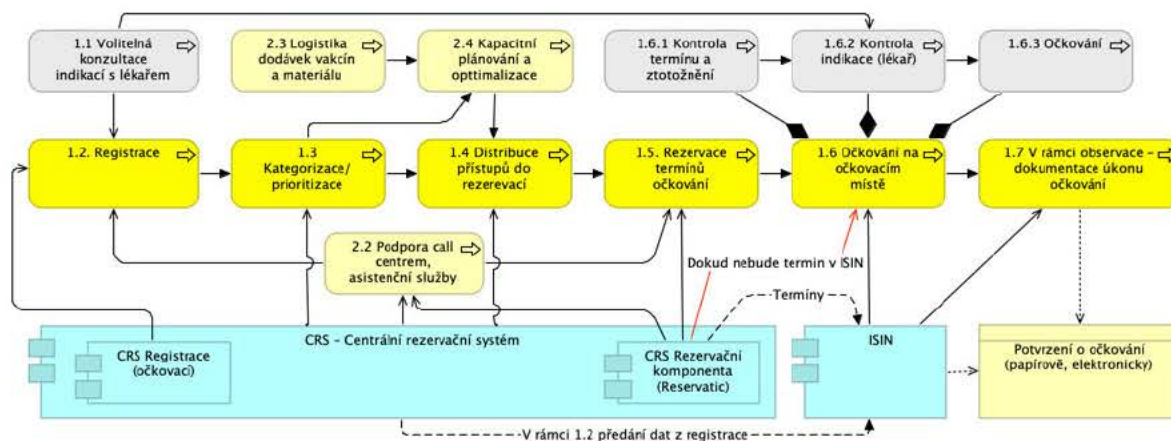 1.1 Volitelná
konzultace
indikací s lékařem
2.3 Logistika
dodávek vakcín
a materiálu
2.4 Kapacitní
plánování a
opttimalizace
1.6.1 Kontrola
termínu a
ztotožnění
1.6.2 Kontrola
indikace (lékař)
1.6.3 Očkování
1.2. Registrace
1.3
Kategorizace/
prioritizace
1.4 Distribuce
přístupů do
rezerevací
1.5. Rezervace
termínů
očkování
1.6 Očkování na
očkovacím
místě
1.7 V rámci observace –
dokumentace úkonu
očkování
2.2 Podpora call
centrem,
asistenční služby
Dokud nebude termin v ISIN
Termíny
CRS – Centrální rezervační systém
CRS Registrace
(očkovací)
CRS Rezervační
komponenta
(Reservatic)
ISIN
Potvrzení o očkování
(papírově, elektronicky)
V rámci 1.2 předání dat z registrace